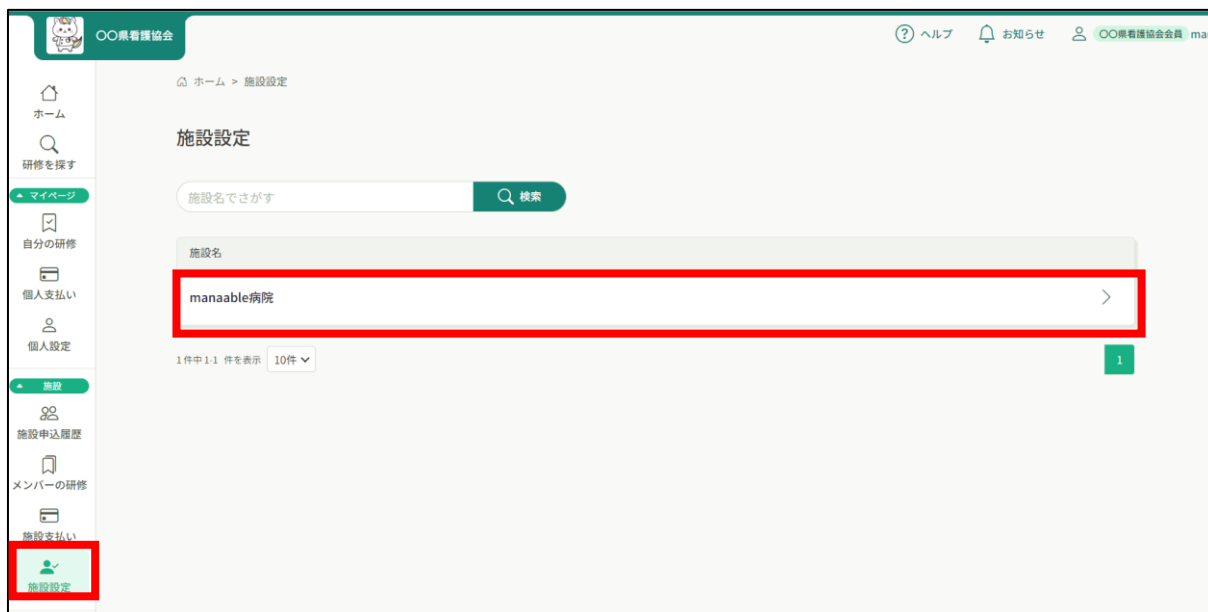 〇〇県看護協会
ヘルプ
お知らせ
〇〇県看護協会会員 mana
ホーム > 施設設定
ホーム
研修を探す
マイページ
自分の研修
個人支払い
個人設定
施設
施設申込履歴
メンバーの研修
施設支払い
施設設定
施設設定
施設名でさがす
検索
施設名
manaable病院
1件中1-1 件を表示 10件
1